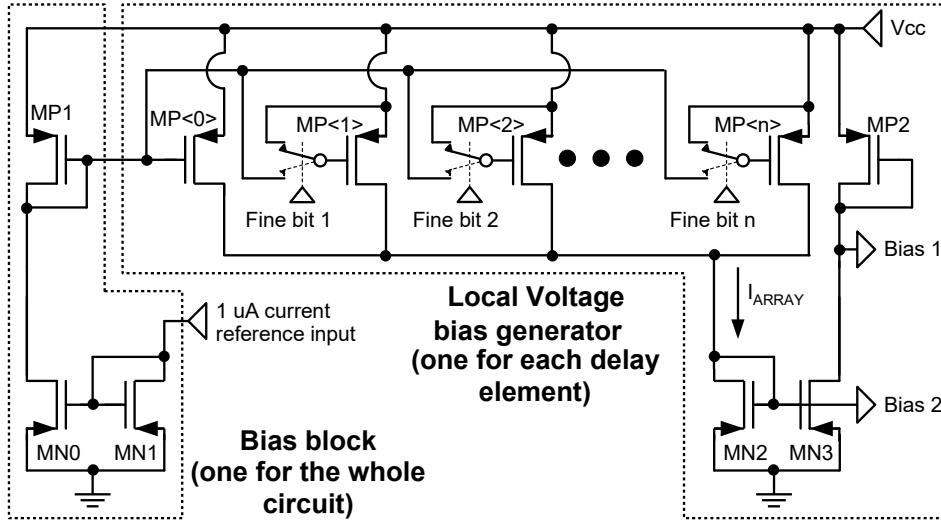 Vcc
MP1
MP<0>
MP<1>
MP<2>
MP<n>
MP2
Fine bit 1
Fine bit 2
Fine bit n
Bias 1
1 uA current
reference input
Local Voltage
bias generator
(one for each delay
element)
IARRAY
Bias 2
MN0
MN1
Bias block
(one for the whole
circuit)
MN2
MN3